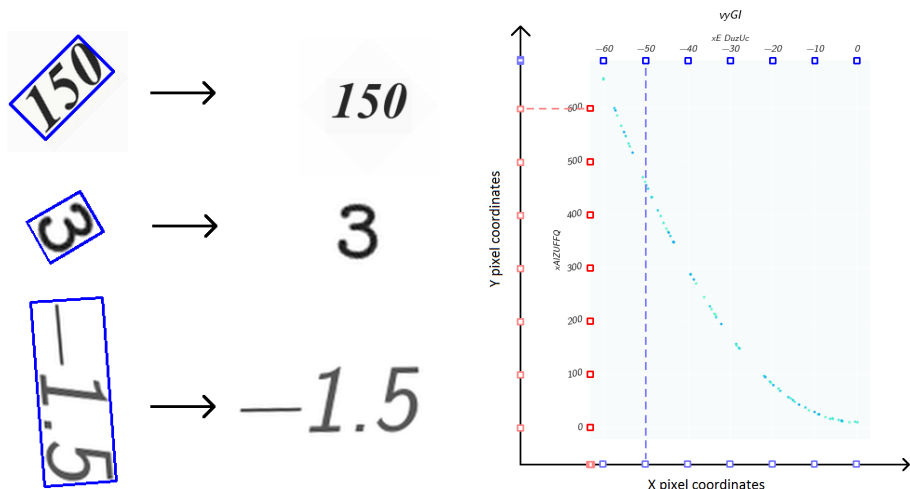 150
150
3
3
−1.5
−1.5
vyGI
xE DuzUc
−60 −50 −40 −30 −20 −10 0
600
500
400
300
200
100
0
xAIZUFFQ
Y pixel coordinates
X pixel coordinates